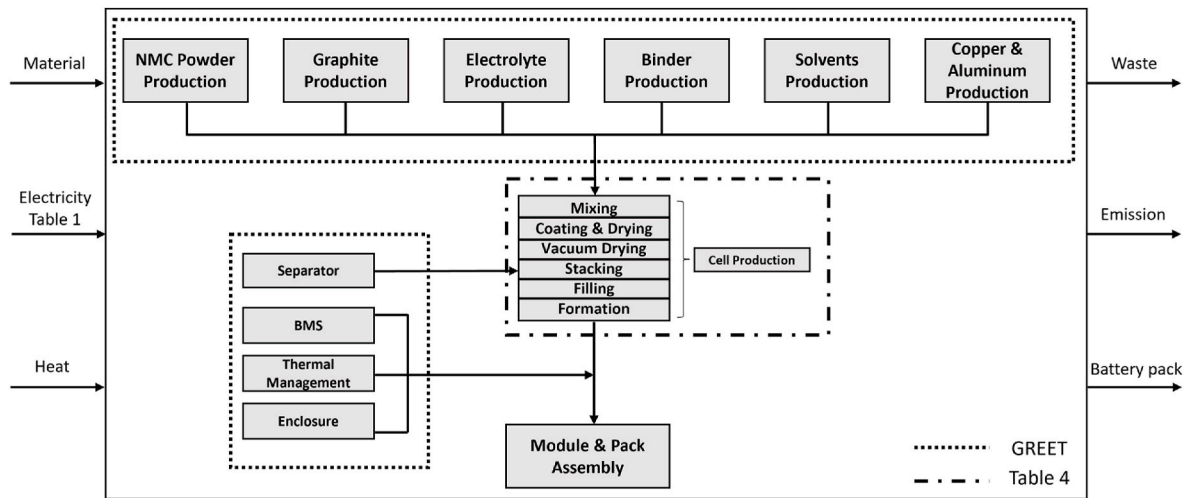 NMC Powder
Production
Graphite
Production
Electrolyte
Production
Binder
Production
Solvents
Production
Copper &
Aluminum
Production
Material
Waste
Electricity
Table 1
Emission
Mixing
Coating & Drying
Vacuum Drying
Stacking
Filling
Formation
Cell Production
Separator
BMS
Thermal
Management
Enclosure
Heat
Battery pack
Module & Pack
Assembly
GREET
Table 4